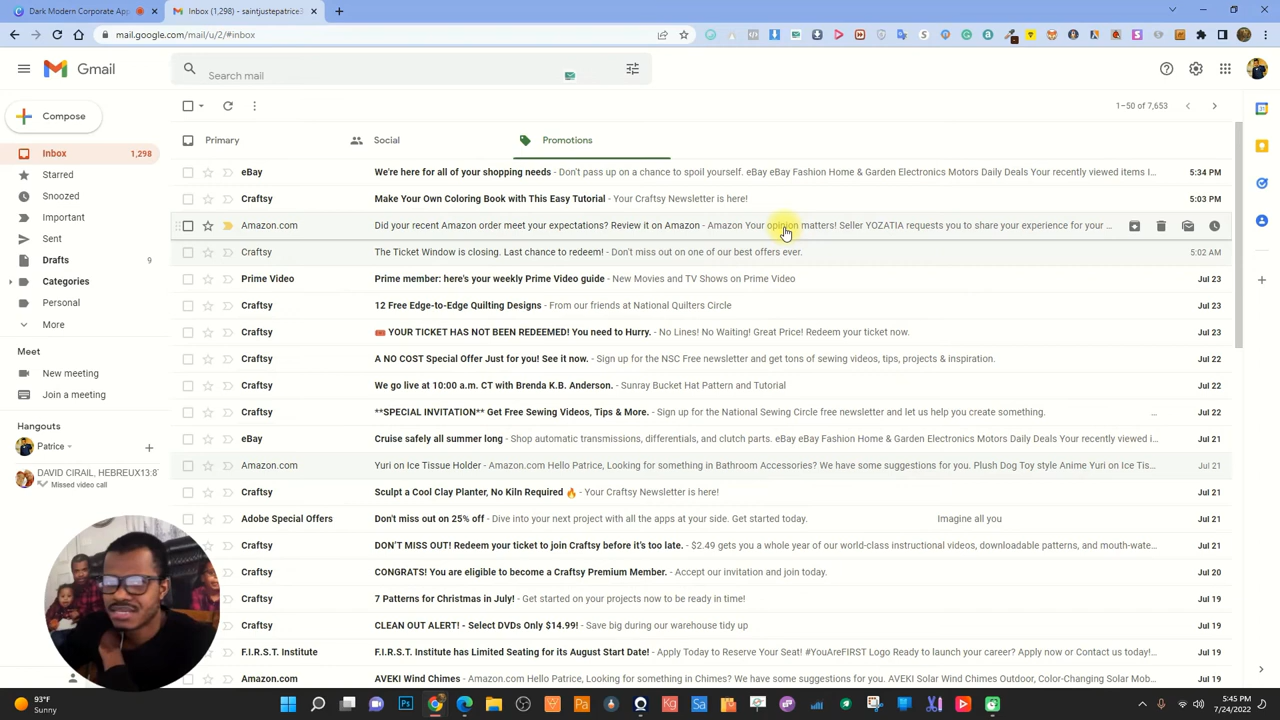 Dark Modern Corporate App
Inbox (1,298) - saintjustepatrice3
mail.google.com/mail/u/2/#inbox
Gmail
Search mail
Compose
1–50 of 7,653
Primary
Social
Promotions
Inbox 1,298
Starred
Snoozed
Important
Sent
Drafts 9
Categories
Personal
More
Meet
New meeting
Join a meeting
Hangouts
Patrice
DAVID CIRAIL, HEBREUX13:8
Missed video call
eBay We're here for all of your shopping needs - Don't pass up on a chance to spoil yourself. eBay eBay Fashion Home & Garden Electronics Motors Daily Deals Your recently viewed items I... 5:34 PM
Craftsy Make Your Own Coloring Book with This Easy Tutorial - Your Craftsy Newsletter is here! 5:03 PM
Amazon.com Did your recent Amazon order meet your expectations? Review it on Amazon - Amazon Your opinion matters! Seller YOZATIA requests you to share your experience for your ...
Craftsy The Ticket Window is closing. Last chance to redeem! - Don't miss out on one of our best offers ever. 5:02 AM
Prime Video Prime member: here's your weekly Prime Video guide - New Movies and TV Shows on Prime Video Jul 23
Craftsy 12 Free Edge-to-Edge Quilting Designs - From our friends at National Quilters Circle Jul 23
Craftsy 🎟️ YOUR TICKET HAS NOT BEEN REDEEMED! You need to Hurry. - No Lines! No Waiting! Great Price! Redeem your ticket now. Jul 23
Craftsy A NO COST Special Offer Just for you! See it now. - Sign up for the NSC Free newsletter and get tons of sewing videos, tips, projects & inspiration. Jul 22
Craftsy We go live at 10:00 a.m. CT with Brenda K.B. Anderson. - Sunray Bucket Hat Pattern and Tutorial Jul 22
Craftsy **SPECIAL INVITATION** Get Free Sewing Videos, Tips & More. - Sign up for the National Sewing Circle free newsletter and let us help you create something. ... Jul 22
eBay Cruise safely all summer long - Shop automatic transmissions, differentials, and clutch parts. eBay eBay Fashion Home & Garden Electronics Motors Daily Deals Your recently viewed i... Jul 21
Amazon.com Yuri on Ice Tissue Holder - Amazon.com Hello Patrice, Looking for something in Bathroom Accessories? We have some suggestions for you. Plush Dog Toy style Anime Yuri on Ice Tis... Jul 21
Craftsy Sculpt a Cool Clay Planter, No Kiln Required 🔥 - Your Craftsy Newsletter is here! Jul 21
Adobe Special Offers Don't miss out on 25% off - Dive into your next project with all the apps at your side. Get started today. Imagine all you Jul 21
Craftsy DON'T MISS OUT! Redeem your ticket to join Craftsy before it's too late. - $2.49 gets you a whole year of our world-class instructional videos, downloadable patterns, and mouth-wate... Jul 21
Craftsy CONGRATS! You are eligible to become a Craftsy Premium Member. - Accept our invitation and join today. Jul 20
Craftsy 7 Patterns for Christmas in July! - Get started on your projects now to be ready in time! Jul 19
Craftsy CLEAN OUT ALERT! - Select DVDs Only $14.99! - Save big during our warehouse tidy up Jul 19
F.I.R.S.T. Institute F.I.R.S.T. Institute has Limited Seating for its August Start Date! - Apply Today to Reserve Your Seat! #YouAreFIRST Logo Ready to launch your career? Apply now or Contact us today!... Jul 19
Amazon.com AVEKI Wind Chimes - Amazon.com Hello Patrice, Looking for something in Chimes? We have some suggestions for you. AVEKI Solar Wind Chimes Outdoor, Color-Changing Solar Mob... Jul 19
93°F
Sunny
5:45 PM
7/24/2022